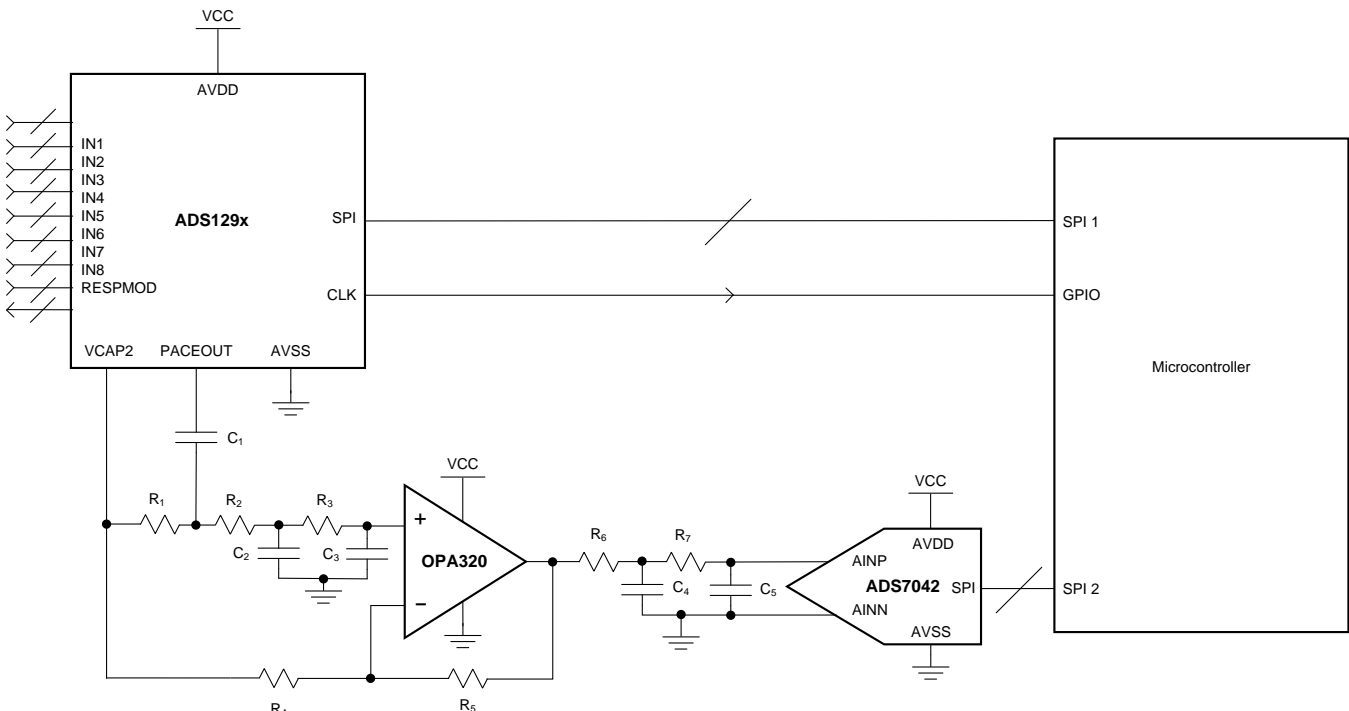 VCC
AVDD
IN1
IN2
IN3
IN4
IN5
IN6
IN7
IN8
RESPMOD
ADS129x
SPI
CLK
VCAP2 PACEOUT AVSS
SPI 1
GPIO
Microcontroller
SPI 2
C₁
R₁ R₂ R₃
C₂ C₃
VCC
+
OPA320
−
R₆ R₇
C₄ C₅
VCC
AVDD
AINP
ADS7042 SPI
AINN
AVSS
R₅